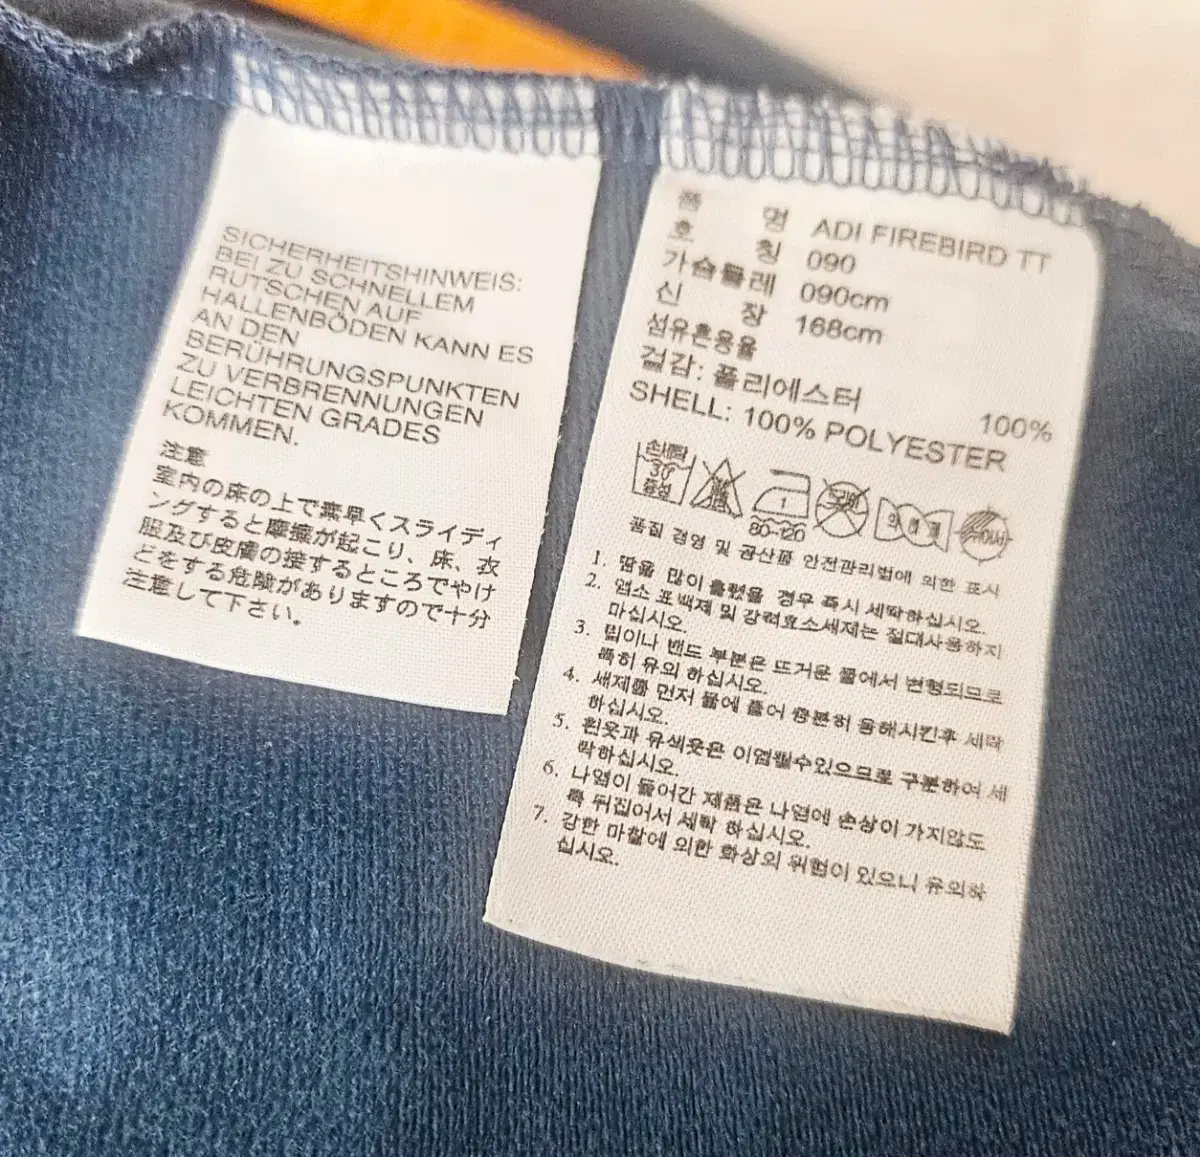 SICHERHEITSHINWEIS:
BEI ZU SCHNELLEM
RUTSCHEN AUF
HALLENBÖDEN KANN ES
AN DEN
BERÜHRUNGSPUNKTEN
ZU VERBRENNUNGEN
LEICHTEN GRADES
KOMMEN.
注意
室内の床の上で素早くスライディ
ングすると摩擦が起こり、床、衣
服及び皮膚の接するところでやけ
どをする危険がありますので十分
注意して下さい。
품 명 ADI FIREBIRD TT
호 칭 090
가슴둘레 090cm
신 장 168cm
섬유혼용율
겉감: 폴리에스터 100%
SHELL: 100% POLYESTER
손세탁
30°
중성
80~120
품질 경영 및 공산품 안전관리법에 의한 표시
1. 땀을 많이 흘렸을 경우 즉시 세탁하십시오.
2. 염소 표백제 및 강력효소세제는 절대사용하지
마십시오.
3. 립이나 밴드 부분은 뜨거운 물에서 변형되므로
특히 유의 하십시오.
4. 세제를 먼저 물에 풀어 충분히 용해시킨후 세탁
하십시오.
5. 흰옷과 유색옷은 이염될수있으므로 구분하여 세
탁하십시오.
6. 나염이 들어간 제품은 나염에 손상이 가지않도
록 뒤집어서 세탁 하십시오.
7. 강한 마찰에 의한 화상의 위험이 있으니 유의하
십시오.